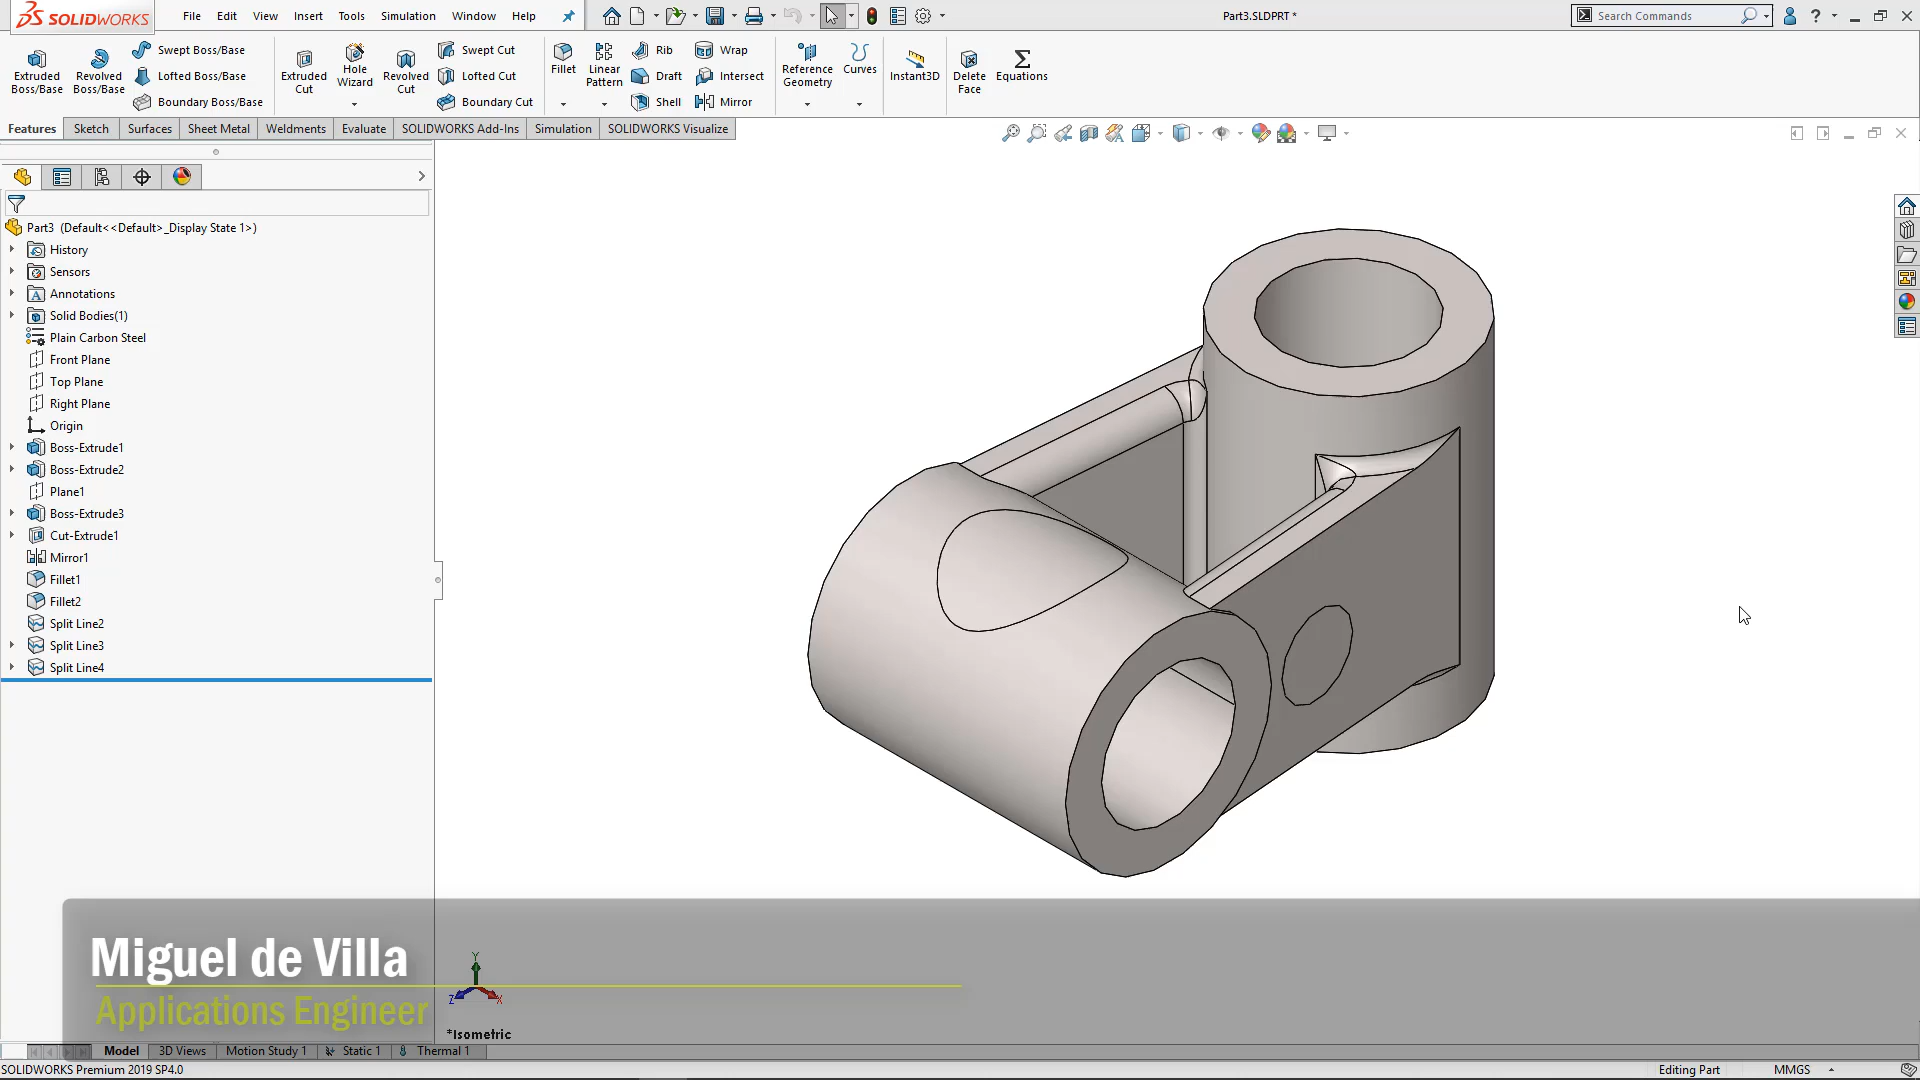 SOLIDWORKS
File Edit View Insert Tools Simulation Window Help
Part3.SLDPRT *
Search Commands
Extruded Boss/Base
Revolved Boss/Base
Swept Boss/Base
Lofted Boss/Base
Boundary Boss/Base
Extruded Cut
Hole Wizard
Revolved Cut
Swept Cut
Lofted Cut
Boundary Cut
Fillet
Linear Pattern
Rib
Draft
Shell
Wrap
Intersect
Mirror
Reference Geometry
Curves
Instant3D
Delete Face
Equations
Features Sketch Surfaces Sheet Metal Weldments Evaluate SOLIDWORKS Add-Ins Simulation SOLIDWORKS Visualize
Part3 (Default<<Default>_Display State 1>)
History
Sensors
Annotations
Solid Bodies(1)
Plain Carbon Steel
Front Plane
Top Plane
Right Plane
Origin
Boss-Extrude1
Boss-Extrude2
Plane1
Boss-Extrude3
Cut-Extrude1
Mirror1
Fillet1
Fillet2
Split Line2
Split Line3
Split Line4
Miguel de Villa
Applications Engineer
Y
Z
X
*Isometric
Model 3D Views Motion Study 1 Static 1 Thermal 1
SOLIDWORKS Premium 2019 SP4.0
Editing Part
MMGS